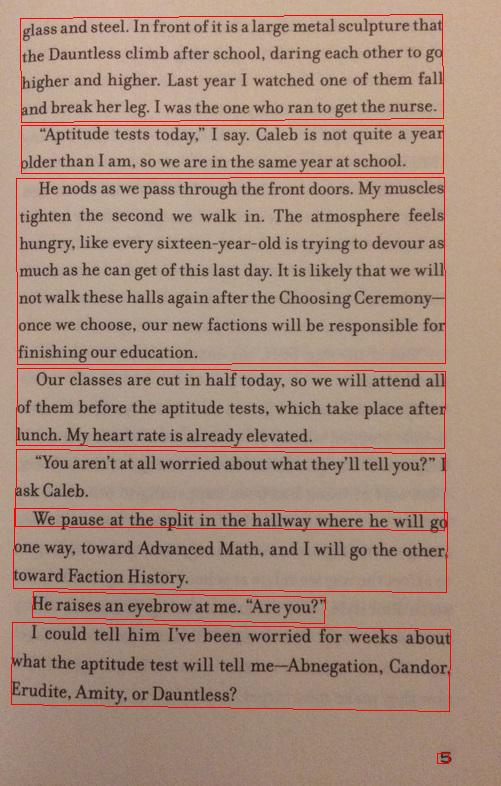 glass and steel. In front of it is a large metal sculpture that
the Dauntless climb after school, daring each other to go
higher and higher. Last year I watched one of them fall
and break her leg. I was the one who ran to get the nurse.
“Aptitude tests today,” I say. Caleb is not quite a year
older than I am, so we are in the same year at school.
He nods as we pass through the front doors. My muscles
tighten the second we walk in. The atmosphere feels
hungry, like every sixteen-year-old is trying to devour as
much as he can get of this last day. It is likely that we will
not walk these halls again after the Choosing Ceremony—
once we choose, our new factions will be responsible for
finishing our education.
Our classes are cut in half today, so we will attend all
of them before the aptitude tests, which take place after
lunch. My heart rate is already elevated.
“You aren’t at all worried about what they’ll tell you?” I
ask Caleb.
We pause at the split in the hallway where he will go
one way, toward Advanced Math, and I will go the other,
toward Faction History.
He raises an eyebrow at me. “Are you?”
I could tell him I’ve been worried for weeks about
what the aptitude test will tell me—Abnegation, Candor,
Erudite, Amity, or Dauntless?
5